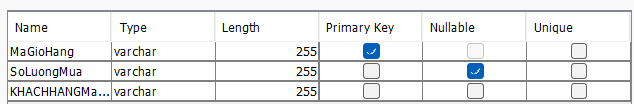 Name Type Length Primary Key Nullable Unique
MaGioHang varchar 255
SoLuongMua varchar 255
KHACHHANGMa... varchar 255